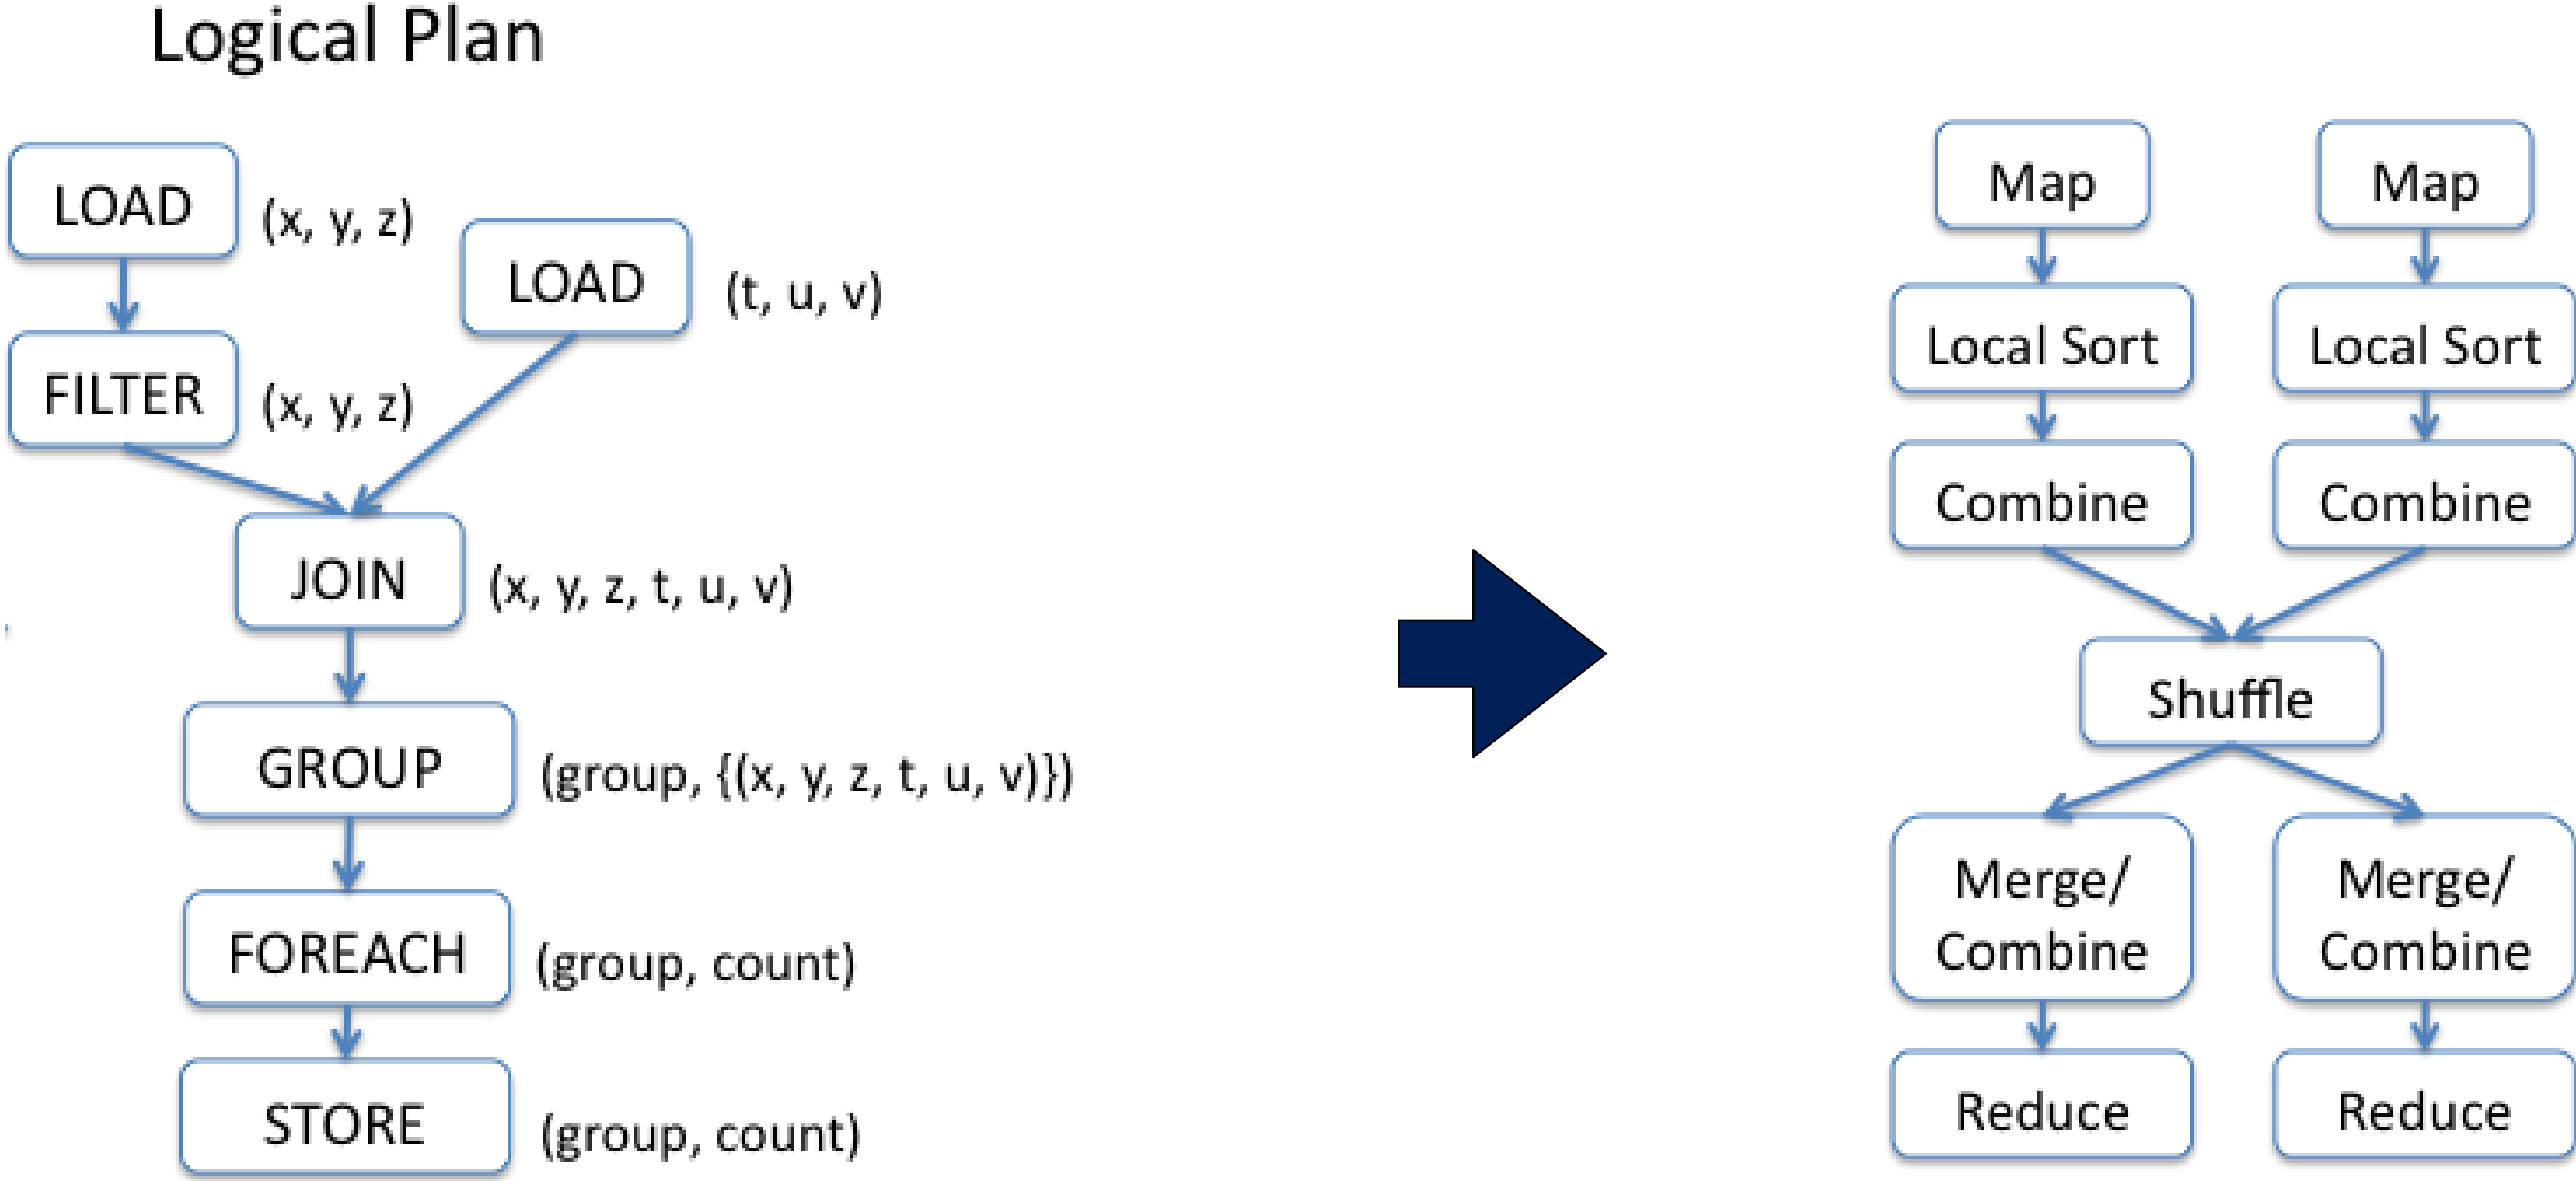 Logical Plan
LOAD
(x, y, z)
LOAD
(t, u, v)
FILTER
(x, y, z)
JOIN
(x, y, z, t, u, v)
GROUP
(group, {(x, y, z, t, u, v)})
FOREACH
(group, count)
STORE
(group, count)
Map
Map
Local Sort
Local Sort
Combine
Combine
Shuffle
Merge/
Combine
Merge/
Combine
Reduce
Reduce